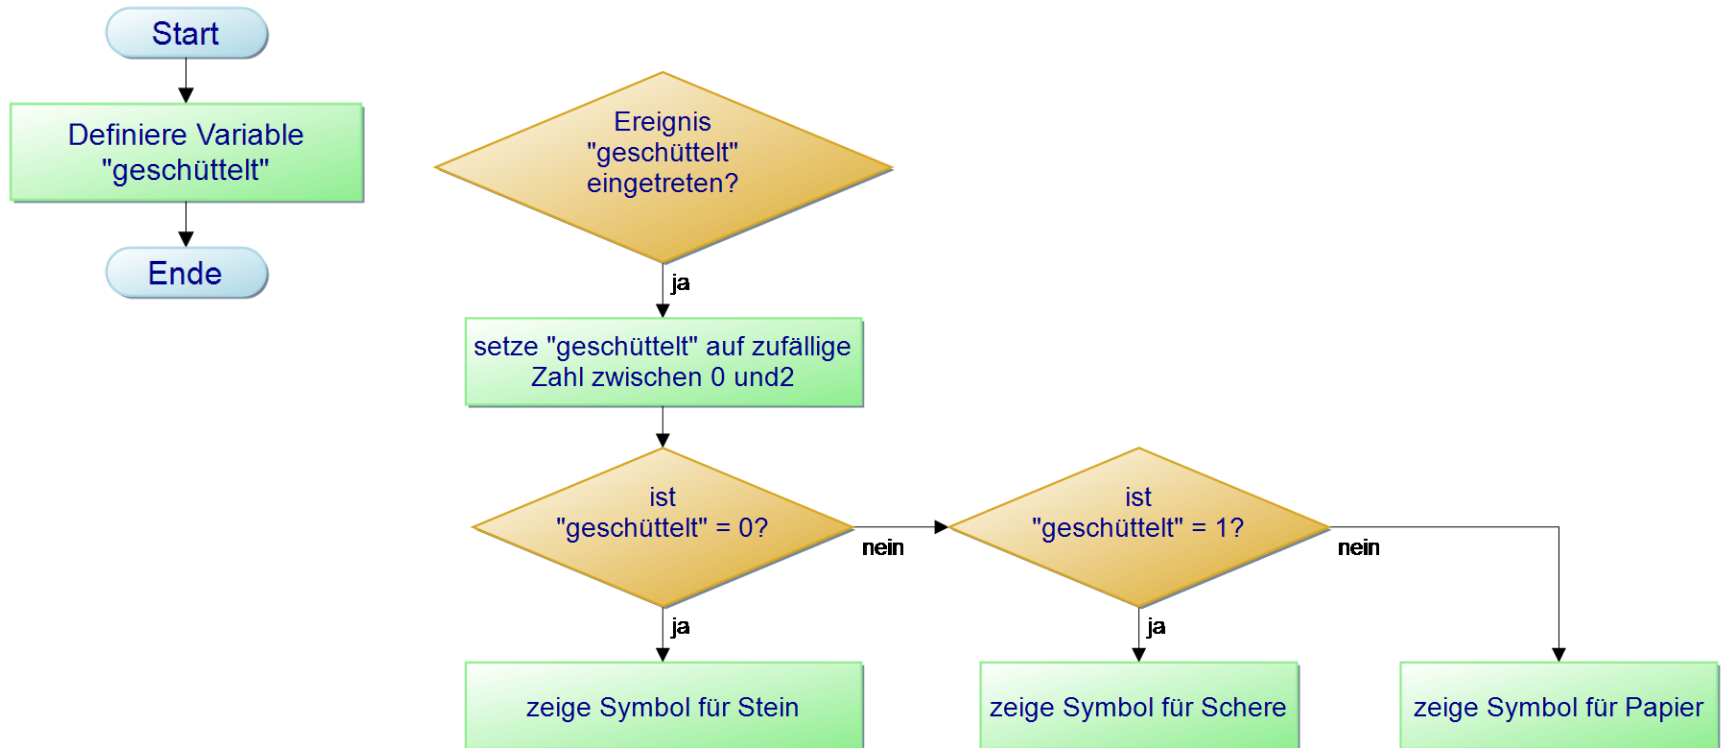 Start
Definiere Variable
"geschüttelt"
Ende
Ereignis
"geschüttelt"
eingetreten?
ja
setze "geschüttelt" auf zufällige
Zahl zwischen 0 und2
ist
"geschüttelt" = 0?
nein
ja
zeige Symbol für Stein
ist
"geschüttelt" = 1?
nein
ja
zeige Symbol für Schere
zeige Symbol für Papier